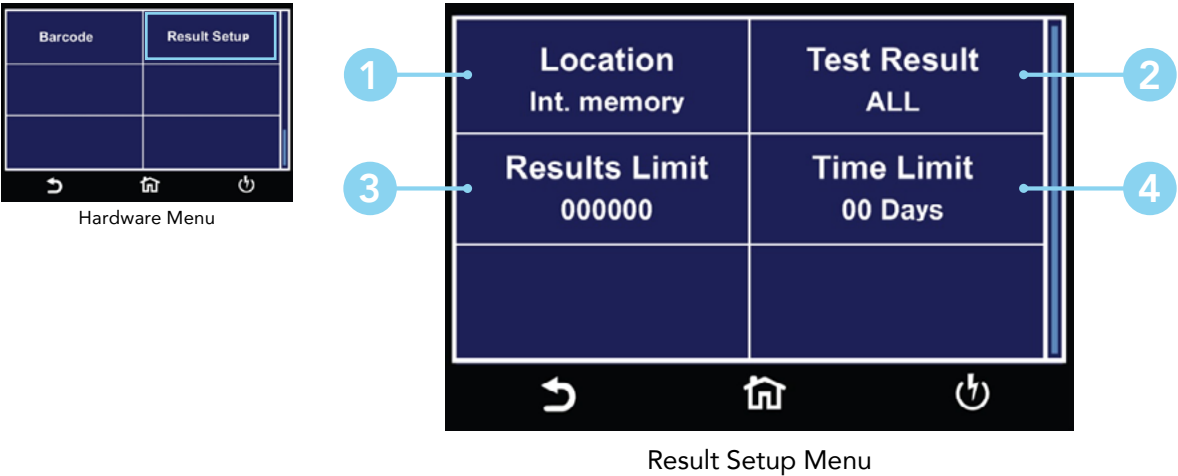 Barcode
Result Setup
Hardware Menu
1
Location
Int. memory
Test Result
ALL
2
3
Results Limit
000000
Time Limit
00 Days
4
Result Setup Menu